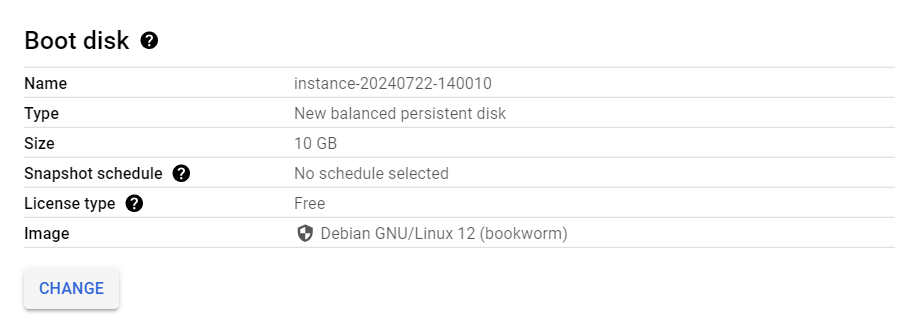 Boot disk ?
Name instance-20240722-140010
Type New balanced persistent disk
Size 10 GB
Snapshot schedule ? No schedule selected
License type ? Free
Image Debian GNU/Linux 12 (bookworm)
CHANGE